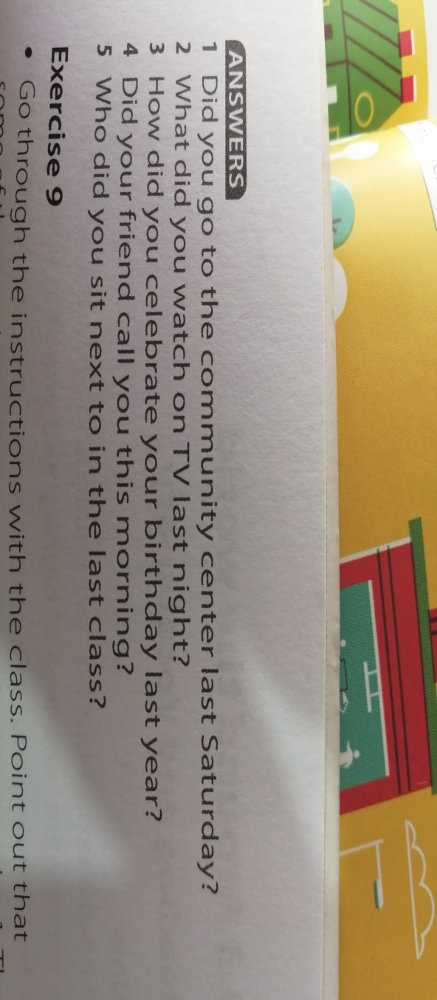 ANSWERS
1 Did you go to the community center last Saturday?
2 What did you watch on TV last night?
3 How did you celebrate your birthday last year?
4 Did your friend call you this morning?
5 Who did you sit next to in the last class?
Exercise 9
• Go through the instructions with the class. Point out that